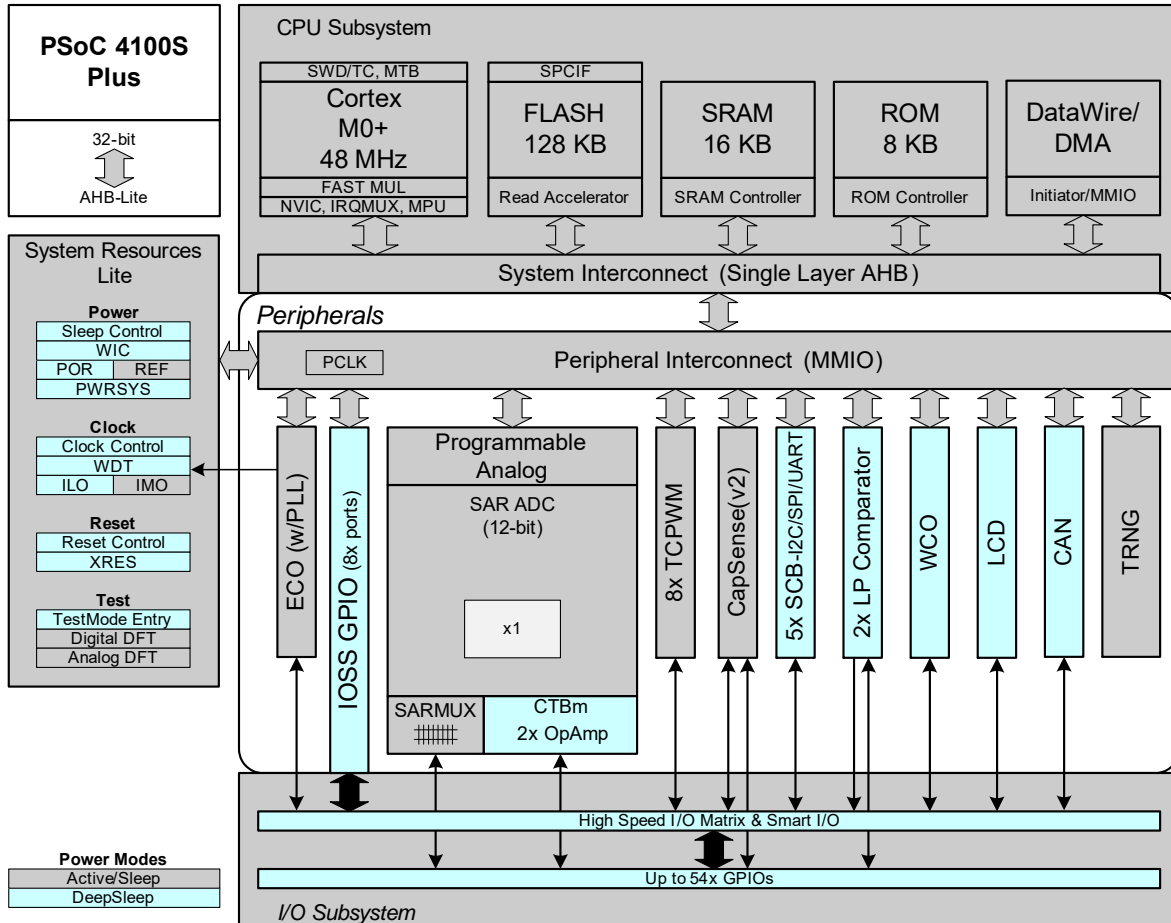 PSoC 4100S
Plus
32-bit
AHB-Lite
CPU Subsystem
SWD/TC, MTB
Cortex
M0+
48 MHz
FAST MUL
NVIC, IRQMUX, MPU
SPCIF
FLASH
128 KB
Read Accelerator
SRAM
16 KB
SRAM Controller
ROM
8 KB
ROM Controller
DataWire/
DMA
Initiator/MMIO
System Interconnect (Single Layer AHB)
System Resources
Lite
Power
Sleep Control
WIC
POR REF
PWRSYS
Clock
Clock Control
WDT
ILO IMO
Reset
Reset Control
XRES
Test
TestMode Entry
Digital DFT
Analog DFT
Peripherals
PCLK
Peripheral Interconnect (MMIO)
ECO (w/PLL)
IOSS GPIO (8x ports)
Programmable
Analog
SAR ADC
(12-bit)
x1
SARMUX
CTBm
2x OpAmp
8x TCPWM
CapSense(v2)
5x SCB-I2C/SPI/UART
2x LP Comparator
WCO
LCD
CAN
TRNG
High Speed I/O Matrix & Smart I/O
Up to 54x GPIOs
I/O Subsystem
Power Modes
Active/Sleep
DeepSleep